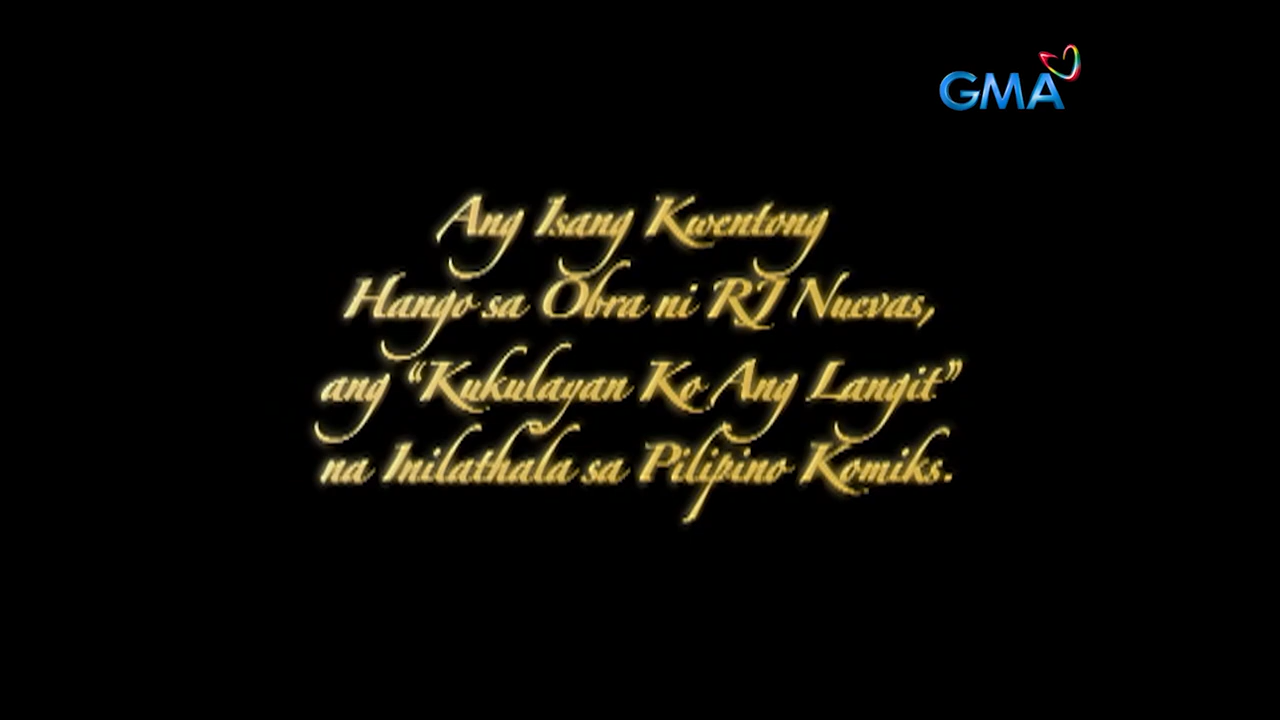 GMA
Ang Isang Kwentong
Hango sa Obra ni RJ Nuevas,
ang “Kukulayan Ko Ang Langit”
na Inilathala sa Pilipino Komiks.